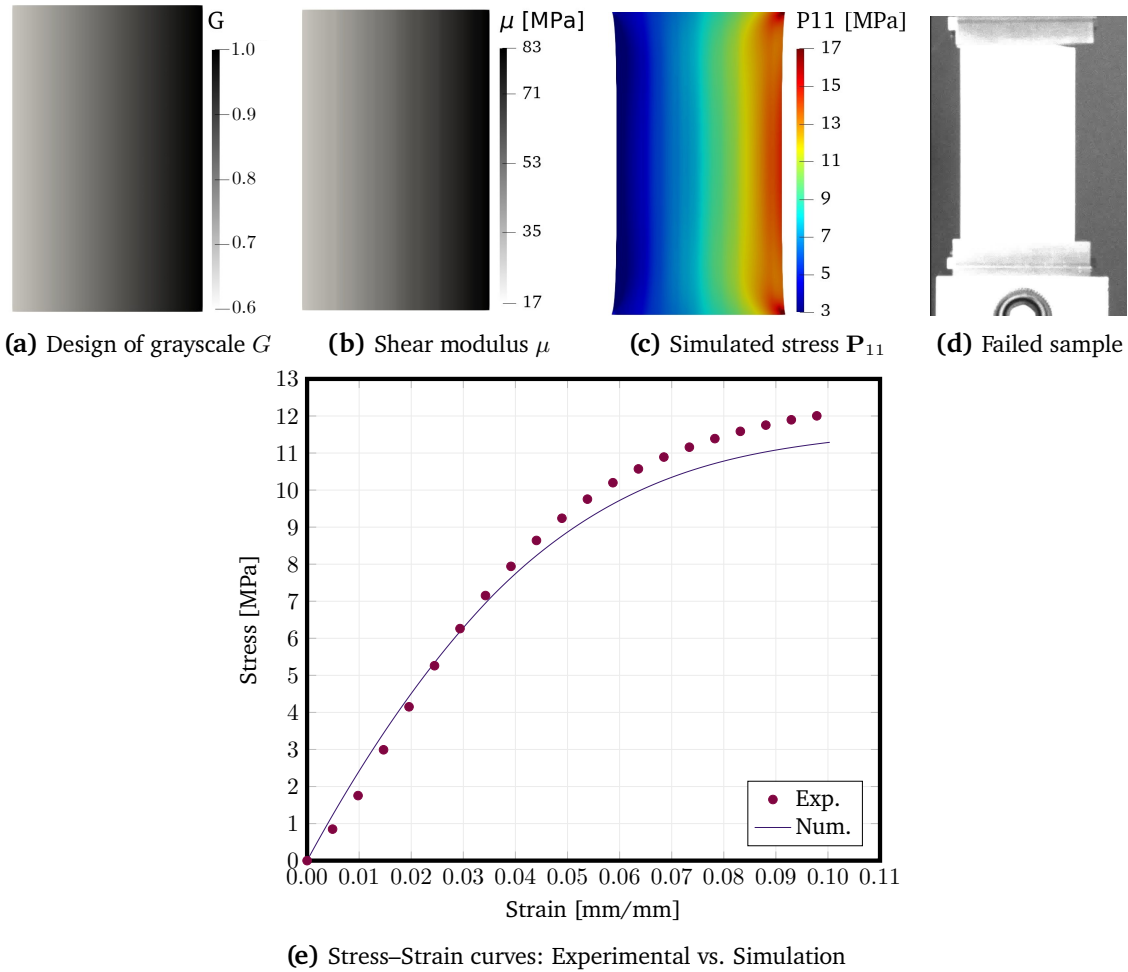 G
1.0
0.9
0.8
0.7
0.6
(a) Design of grayscale G
μ [MPa]
83
71
53
35
17
(b) Shear modulus μ
P11 [MPa]
17
15
13
11
9
7
5
3
(c) Simulated stress P₁₁
(d) Failed sample
13
12
11
10
9
8
7
6
5
4
3
2
1
0
Stress [MPa]
Exp.
Num.
0.00 0.01 0.02 0.03 0.04 0.05 0.06 0.07 0.08 0.09 0.10 0.11
Strain [mm/mm]
(e) Stress–Strain curves: Experimental vs. Simulation